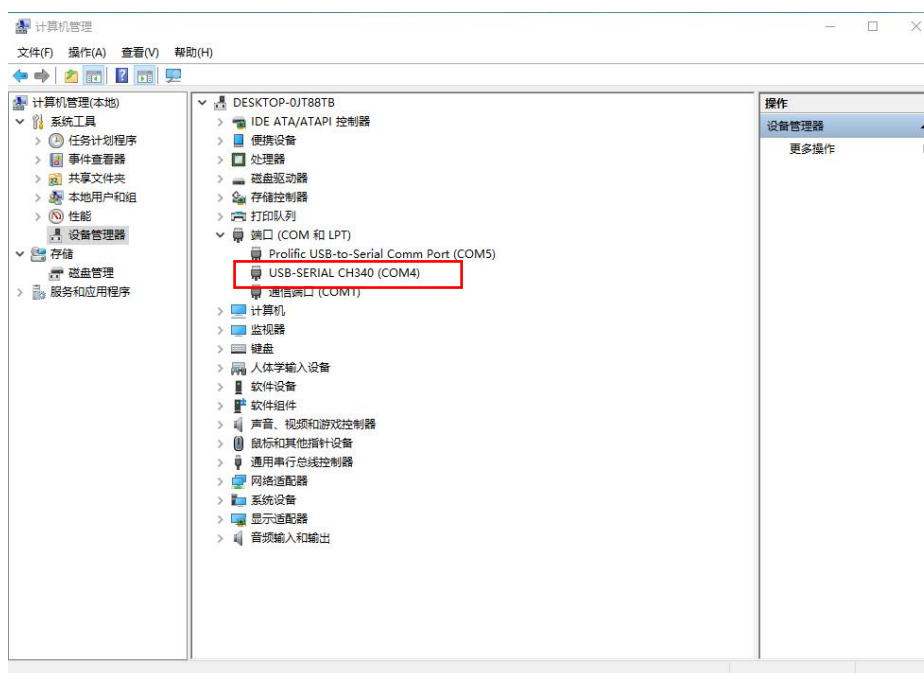 计算机管理
文件(F) 操作(A) 查看(V) 帮助(H)
计算机管理(本地)
系统工具
任务计划程序
事件查看器
共享文件夹
本地用户和组
性能
设备管理器
存储
磁盘管理
服务和应用程序
DESKTOP-0JT88TB
IDE ATA/ATAPI 控制器
便携设备
处理器
磁盘驱动器
存储控制器
打印队列
端口 (COM 和 LPT)
Prolific USB-to-Serial Comm Port (COM5)
USB-SERIAL CH340 (COM4)
通信端口 (COM1)
计算机
监视器
键盘
人体学输入设备
软件设备
软件组件
声音、视频和游戏控制器
鼠标和其他指针设备
通用串行总线控制器
网络适配器
系统设备
显示适配器
音频输入和输出
操作
设备管理器
更多操作